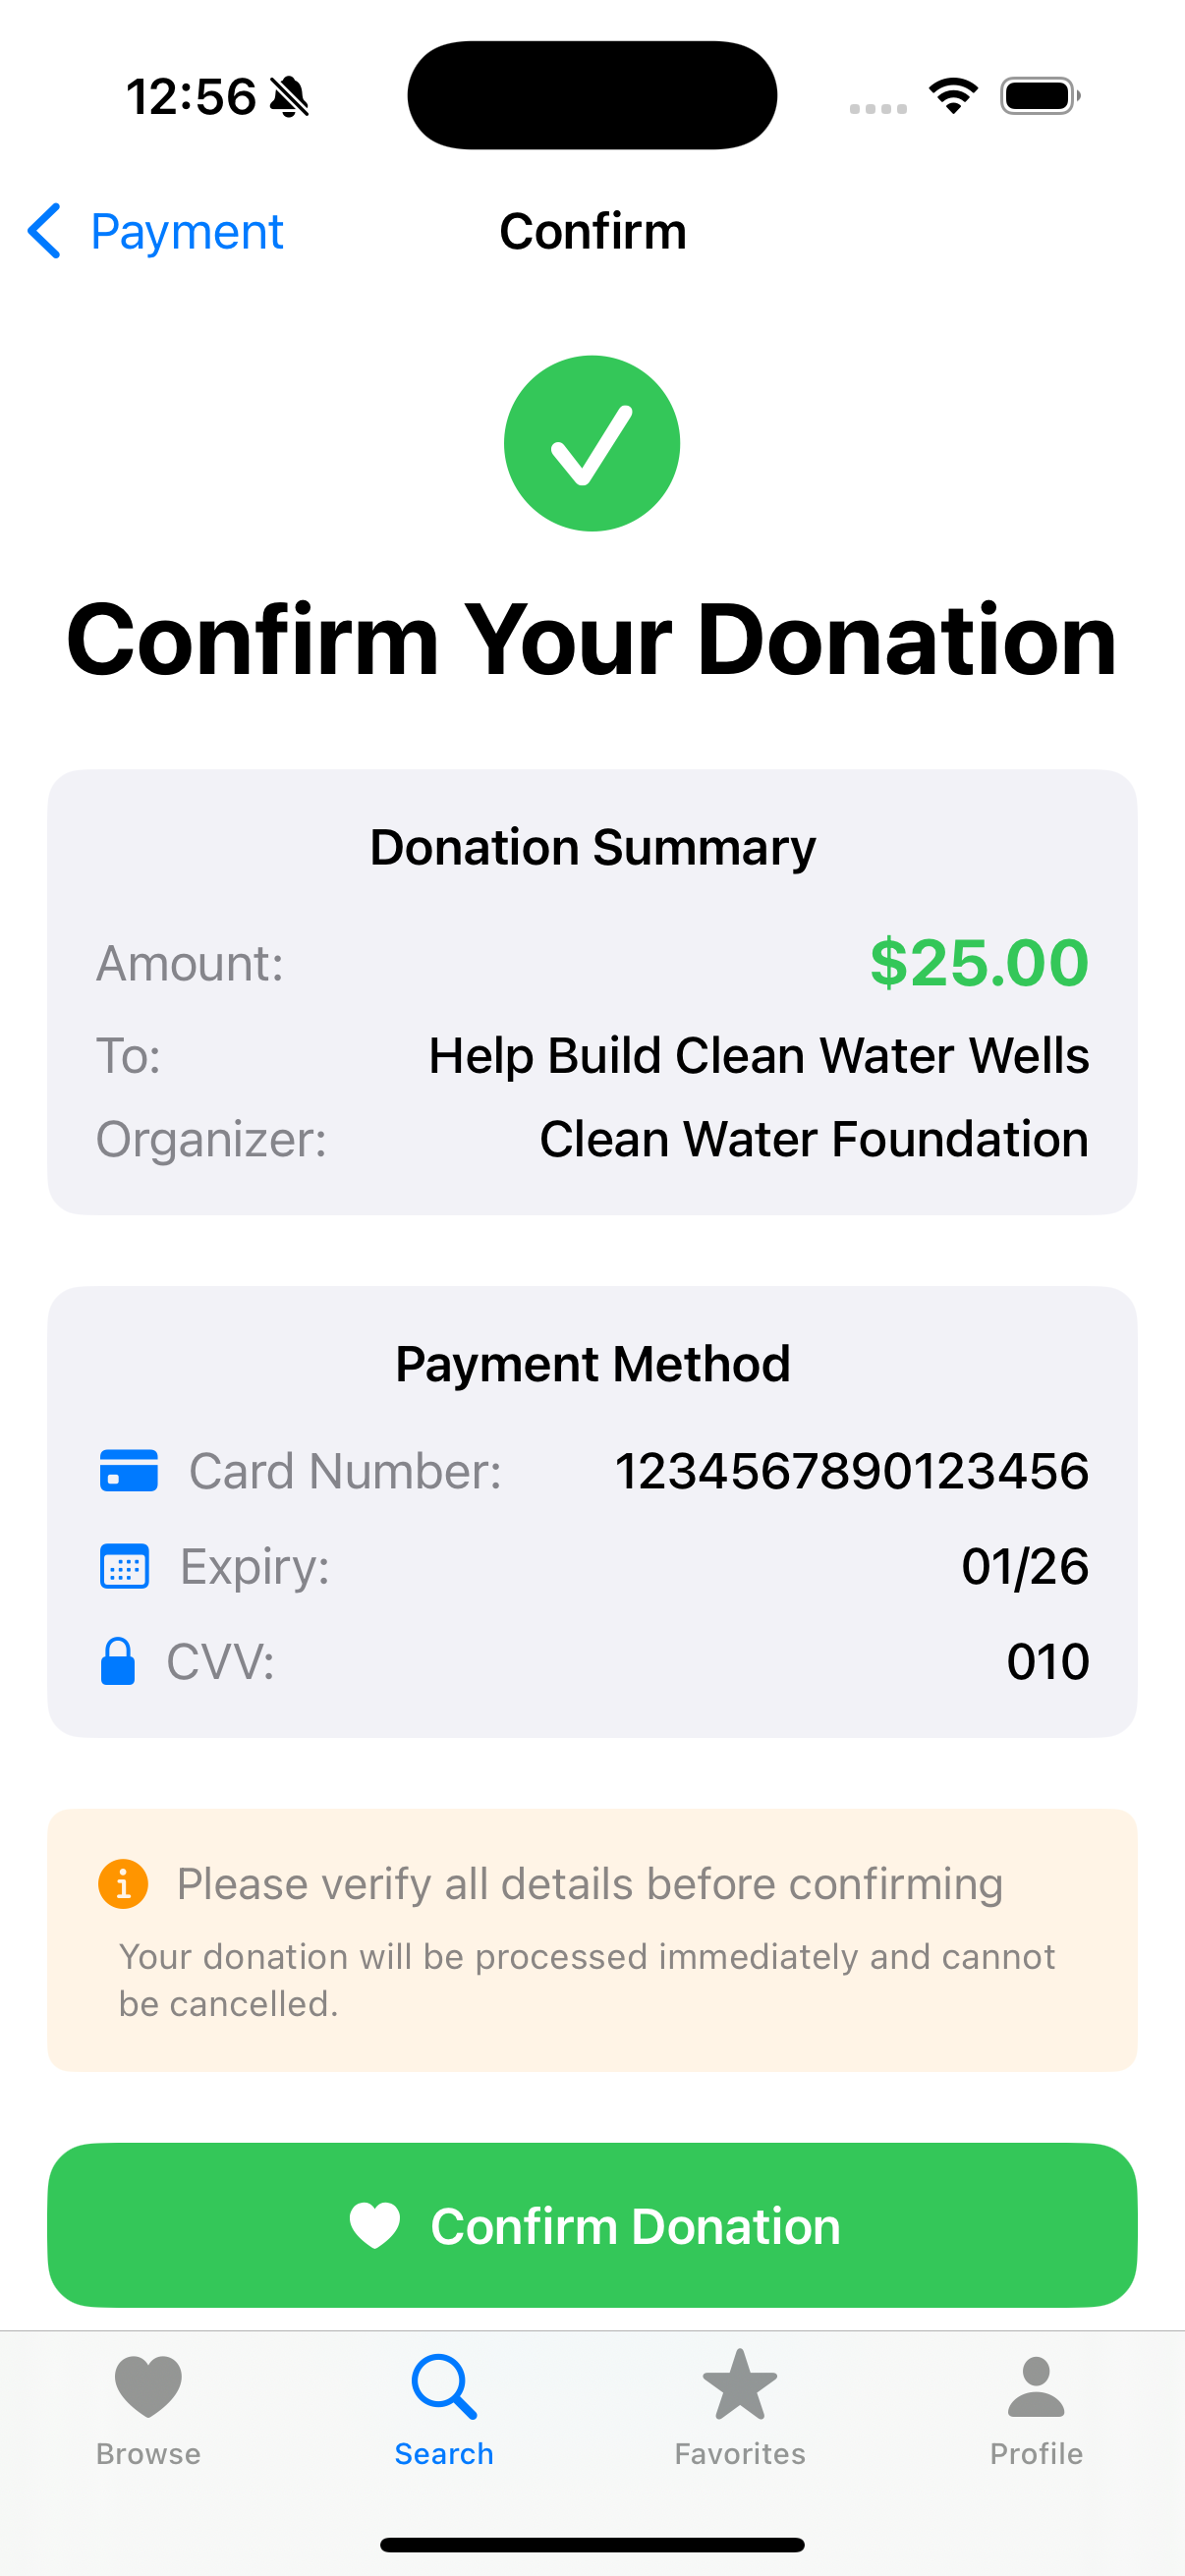 12:56
Payment
Confirm
Confirm Your Donation
Donation Summary
Amount: $25.00
To: Help Build Clean Water Wells
Organizer: Clean Water Foundation
Payment Method
Card Number: 1234567890123456
Expiry: 01/26
CVV: 010
Please verify all details before confirming
Your donation will be processed immediately and cannot
be cancelled.
Confirm Donation
Browse
Search
Favorites
Profile